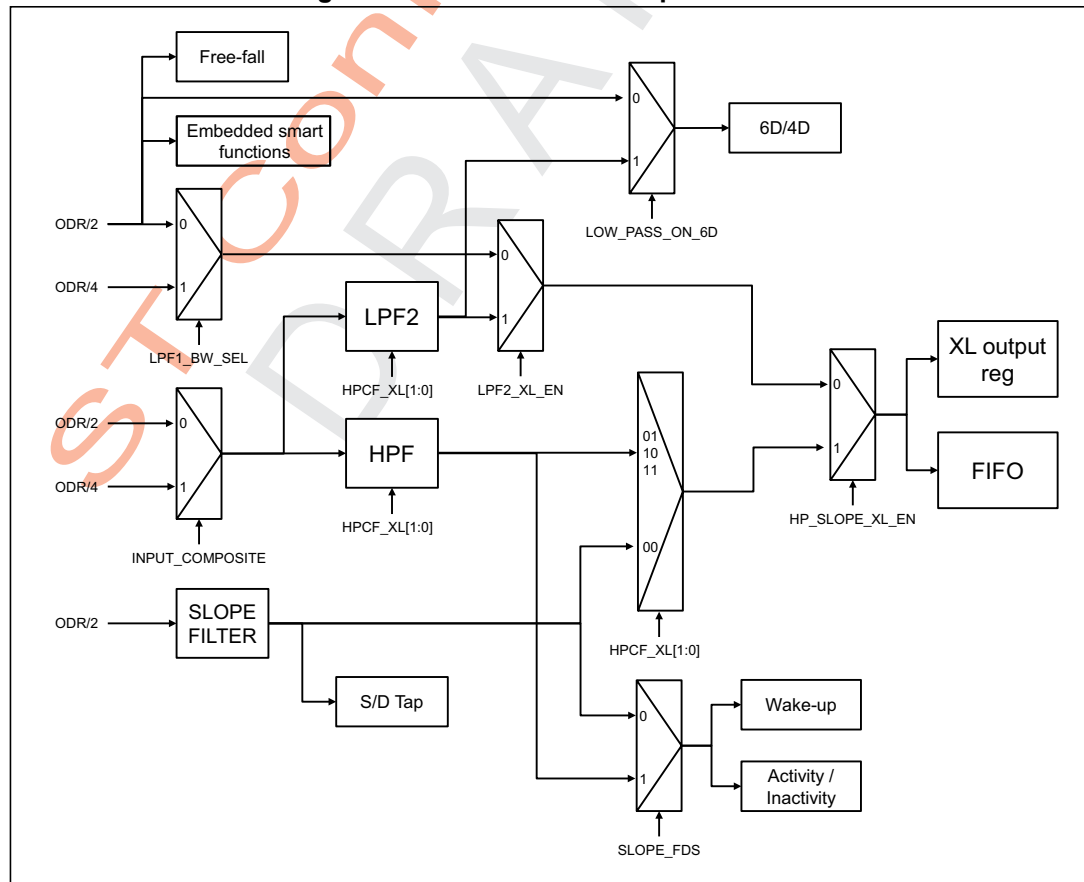 Free-fall
Embedded smart
functions
ODR/2
0
ODR/4
1
LPF1_BW_SEL
0
1
LOW_PASS_ON_6D
6D/4D
LPF2
HPCF_XL[1:0]
0
1
LPF2_XL_EN
ODR/2
0
ODR/4
1
INPUT_COMPOSITE
HPF
HPCF_XL[1:0]
01
10
11
00
HPCF_XL[1:0]
0
1
HP_SLOPE_XL_EN
XL output
reg
FIFO
ODR/2
SLOPE
FILTER
S/D Tap
0
1
SLOPE_FDS
Wake-up
Activity /
Inactivity
ST Con
DRA